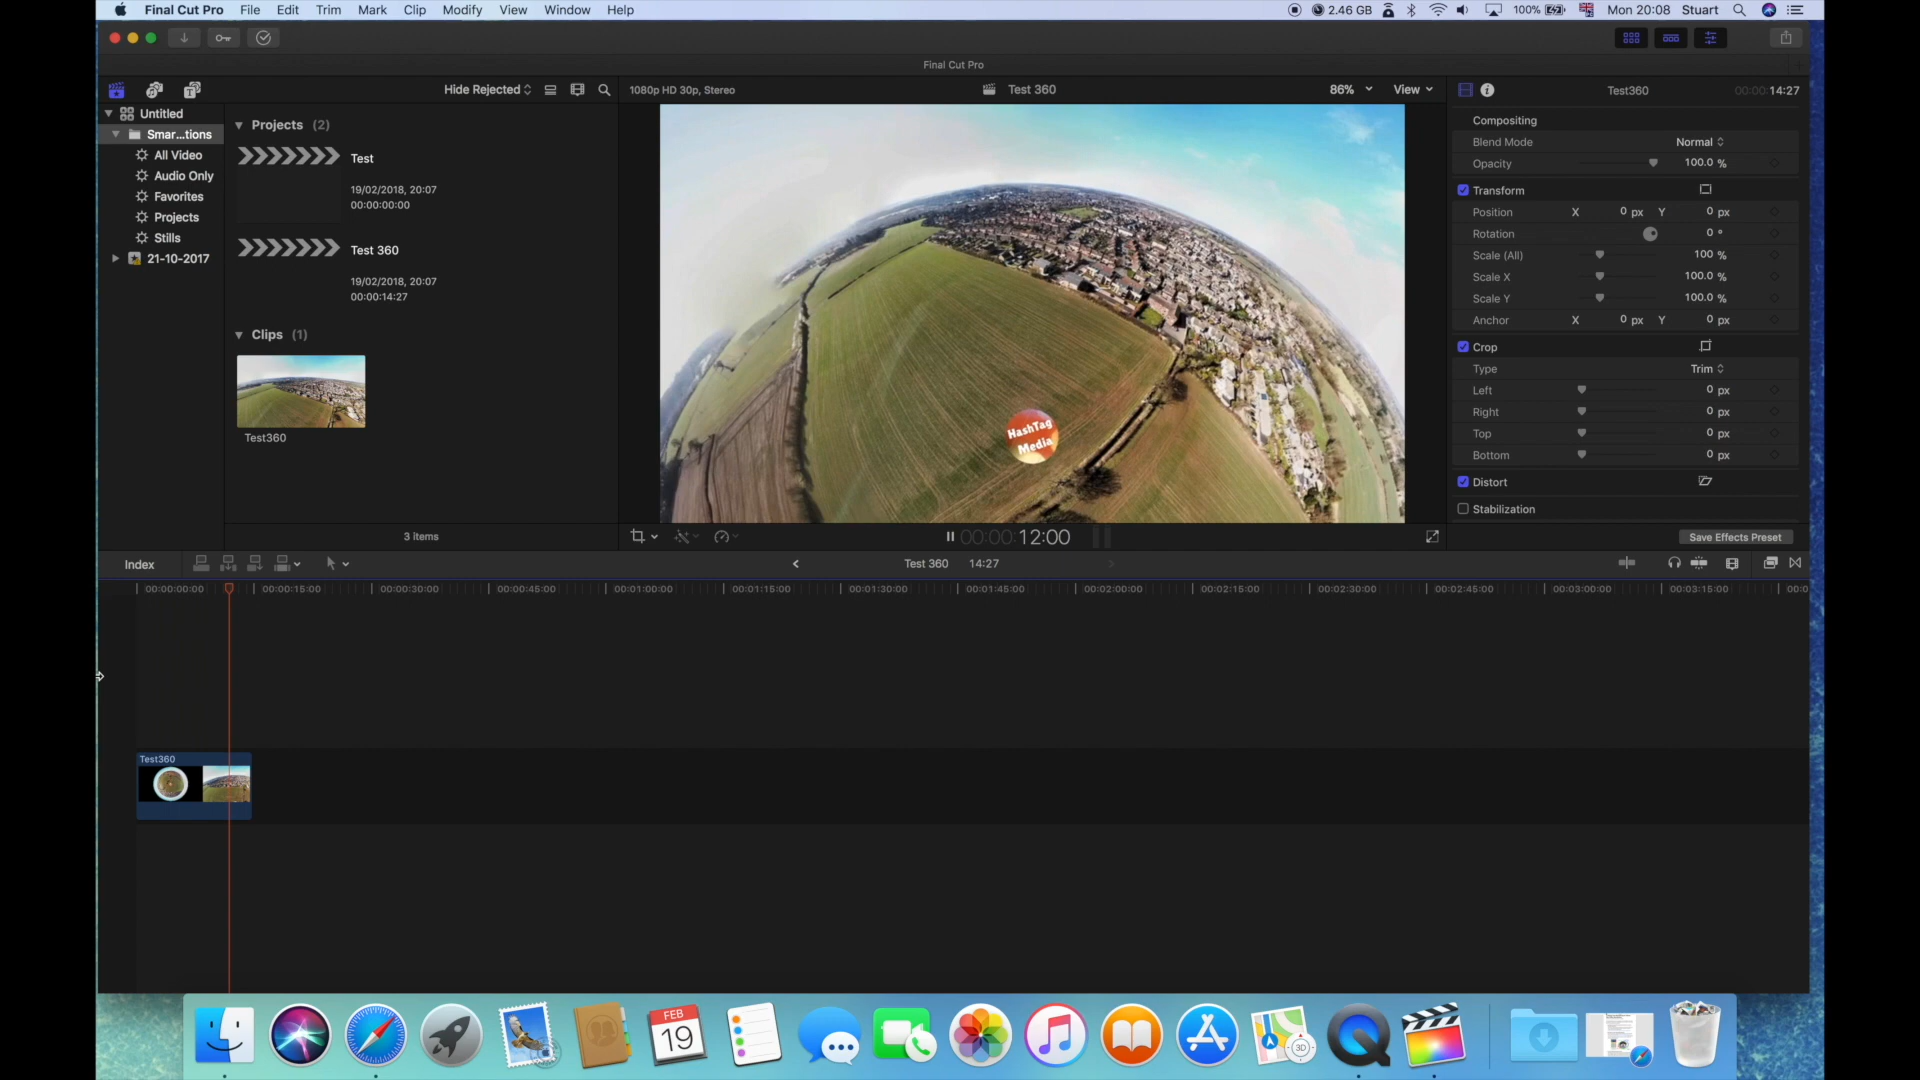 Final Cut Pro File Edit Trim Mark Clip Modify View Window Help 2.46 GB 100% Mon 20:08 Stuart
Final Cut Pro
Hide Rejected
1080p HD 30p, Stereo Test 360 86% View
Test360 00:00:14:27
Untitled
Smar...tions
All Video
Audio Only
Favorites
Projects
Stills
21-10-2017
Projects (2)
Test
19/02/2018, 20:07
00:00:00:00
Test 360
19/02/2018, 20:07
00:00:14:27
Clips (1)
Test360
3 items
HashTag
Media
00:00:12:00
Compositing
Blend Mode Normal
Opacity 100.0 %
Transform
Position X 0 px Y 0 px
Rotation 0 °
Scale (All) 100 %
Scale X 100.0 %
Scale Y 100.0 %
Anchor X 0 px Y 0 px
Crop
Type Trim
Left 0 px
Right 0 px
Top 0 px
Bottom 0 px
Distort
Stabilization
Save Effects Preset
Index Test 360 14:27
00:00:00:00 00:00:15:00 00:00:30:00 00:00:45:00 00:01:00:00 00:01:15:00 00:01:30:00 00:01:45:00 00:02:00:00 00:02:15:00 00:02:30:00 00:02:45:00 00:03:00:00 00:03:15:00 00:0
Test360
FEB
19
3D